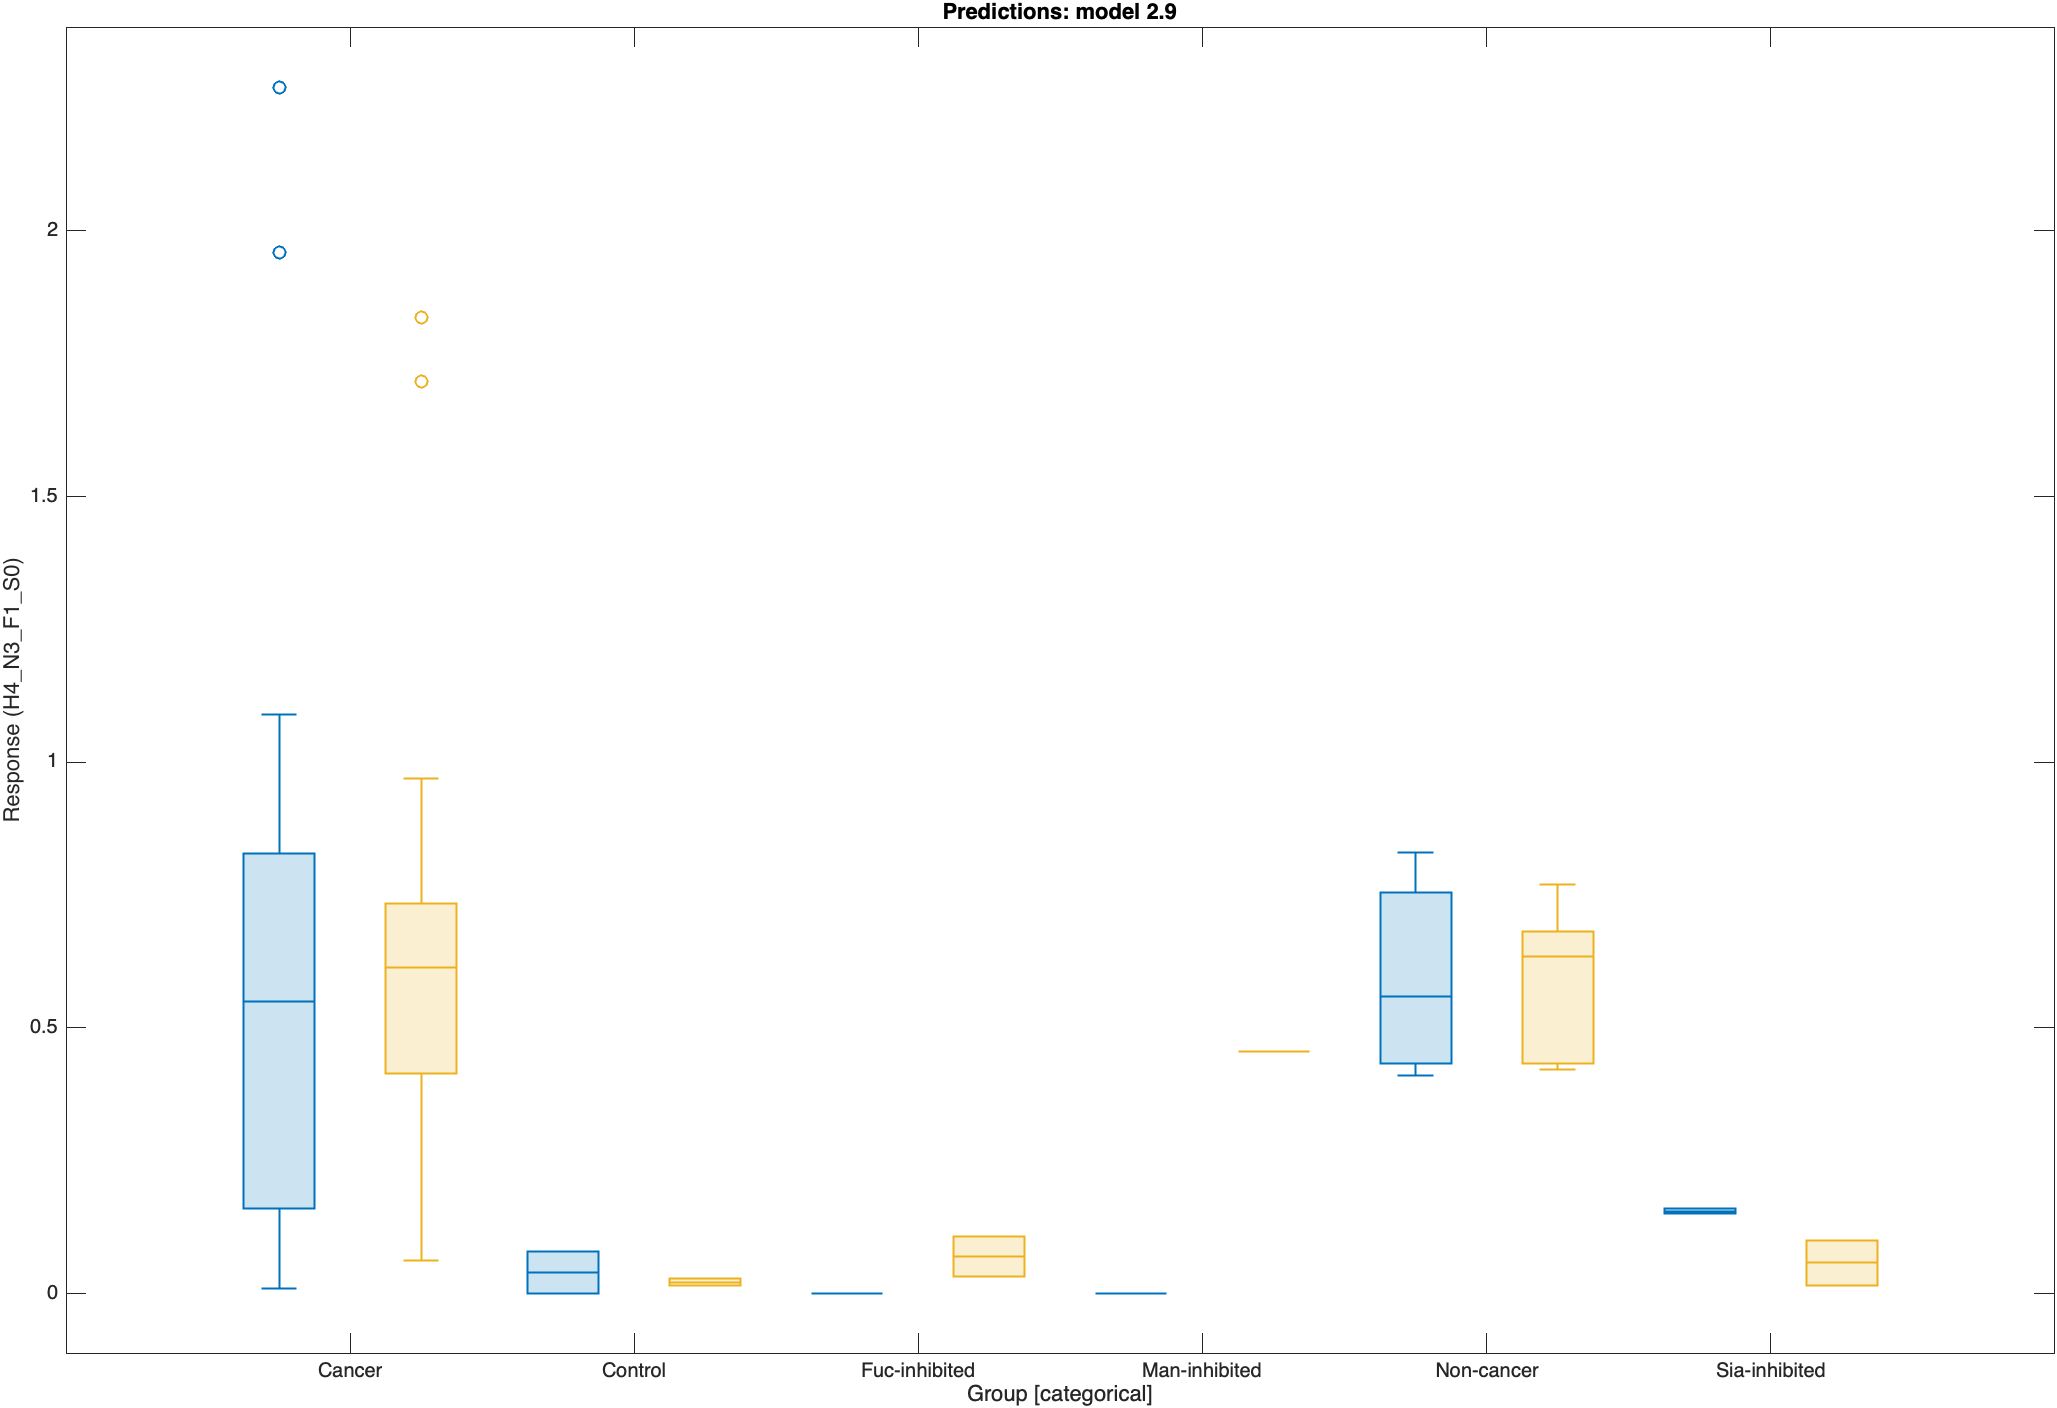 Predictions: model 2.9
Response (H4_N3_F1_S0)
2
1.5
1
0.5
0
Cancer Control Fuc-inhibited Man-inhibited Non-cancer Sia-inhibited
Group [categorical]